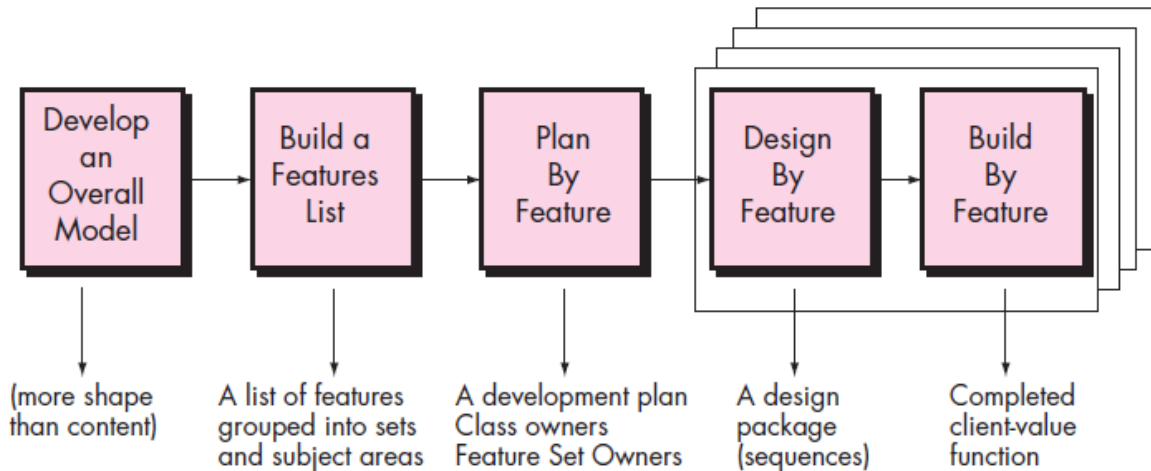 Develop
an
Overall
Model
Build a
Features
List
Plan
By
Feature
Design
By
Feature
Build
By
Feature
(more shape
than content)
A list of features
grouped into sets
and subject areas
A development plan
Class owners
Feature Set Owners
A design
package
(sequences)
Completed
client-value
function